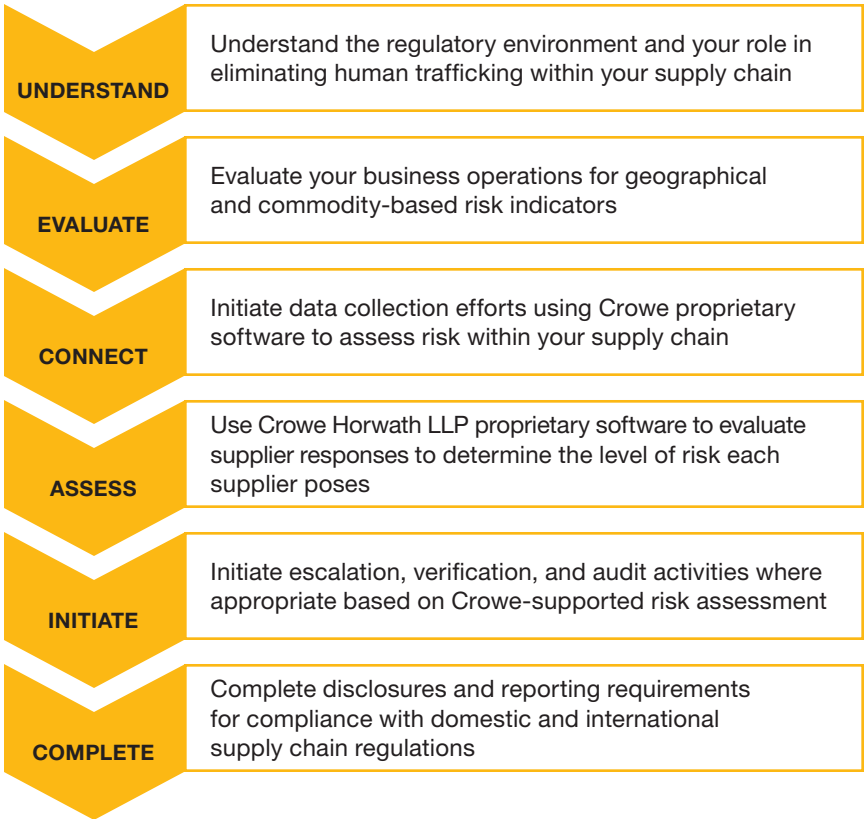 UNDERSTAND
Understand the regulatory environment and your role in
eliminating human trafficking within your supply chain
EVALUATE
Evaluate your business operations for geographical
and commodity-based risk indicators
CONNECT
Initiate data collection efforts using Crowe proprietary
software to assess risk within your supply chain
ASSESS
Use Crowe Horwath LLP proprietary software to evaluate
supplier responses to determine the level of risk each
supplier poses
INITIATE
Initiate escalation, verification, and audit activities where
appropriate based on Crowe-supported risk assessment
COMPLETE
Complete disclosures and reporting requirements
for compliance with domestic and international
supply chain regulations